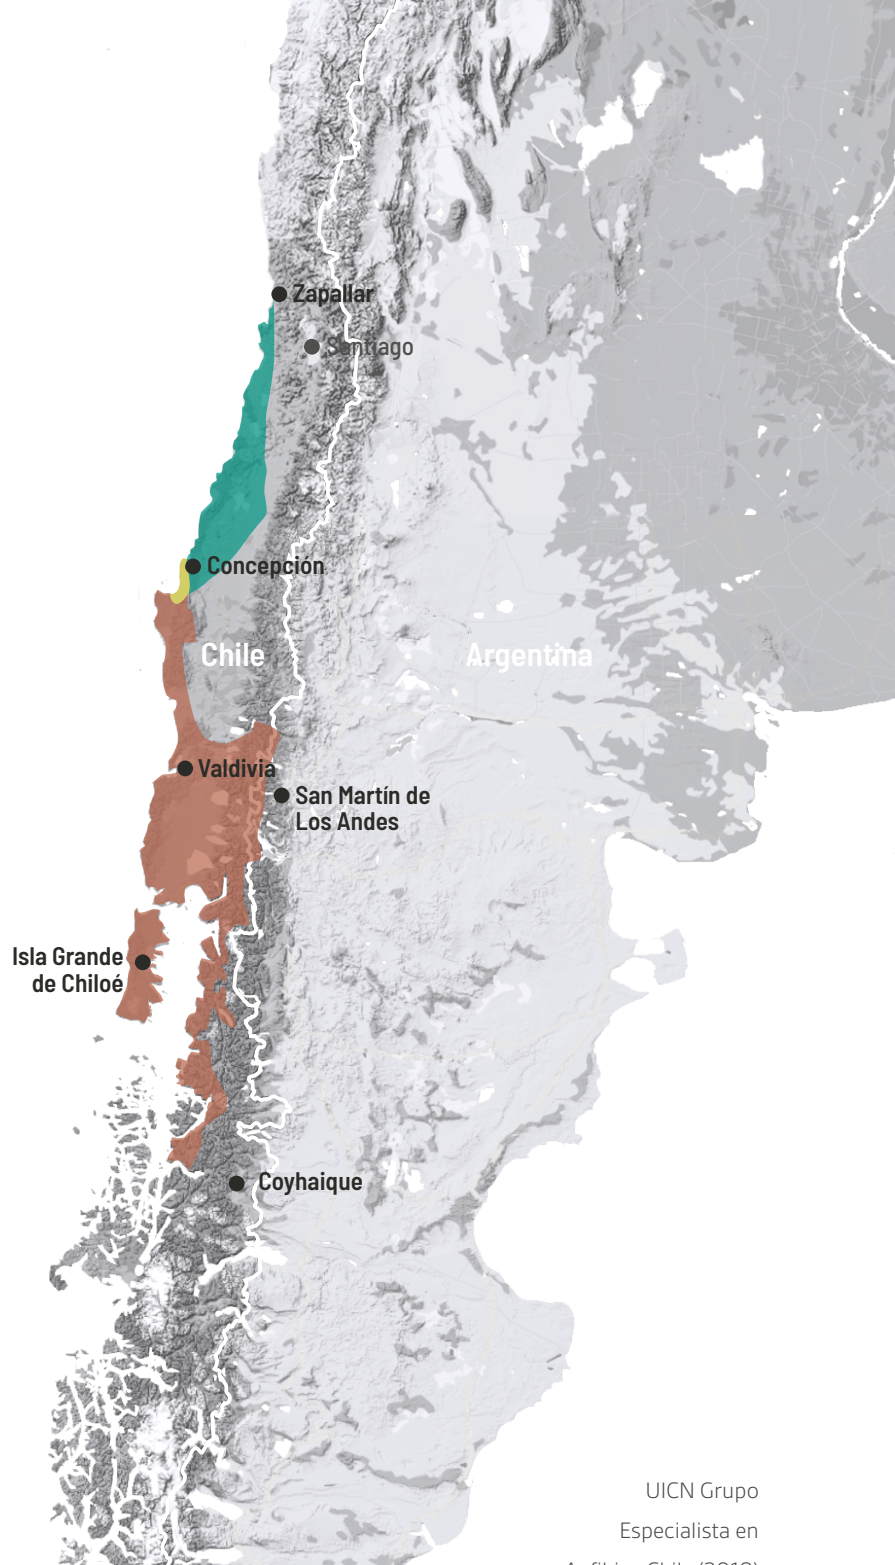 Zapallar
Santiago
Concepción
Chile
Argentina
Valdivia
San Martín de
Los Andes
Isla Grande
de Chiloé
Coyhaique
UICN Grupo
Especialista en